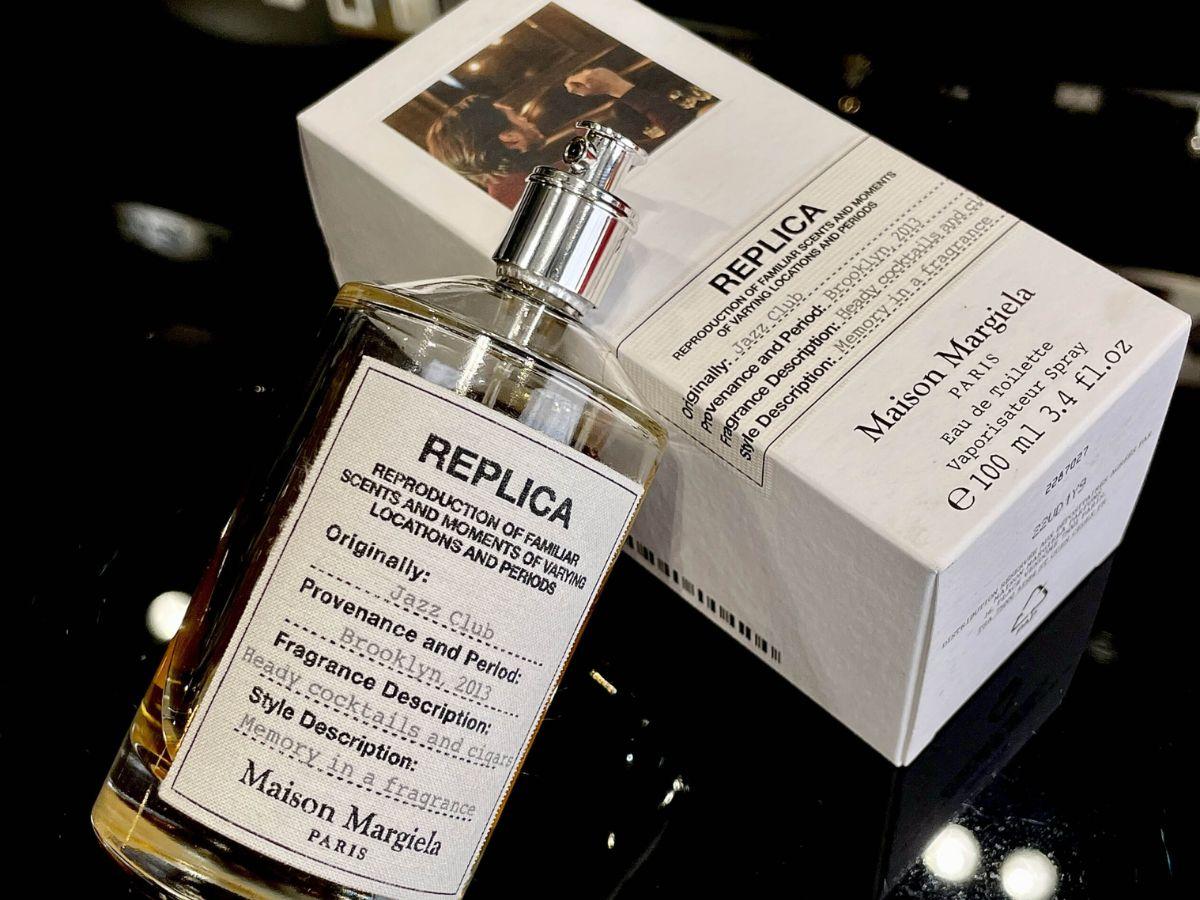 REPLICA
REPRODUCTION OF FAMILIAR
SCENTS AND MOMENTS OF VARYING
LOCATIONS AND PERIODS
Originally:
Jazz Club
Provenance and Period:
Brooklyn, 2013
Fragrance Description:
Heady cocktails and cigars
Style Description:
Memory in a fragrance
Maison Margiela
PARIS
REPLICA
REPRODUCTION OF FAMILIAR SCENTS AND MOMENTS
OF VARYING LOCATIONS AND PERIODS
Originally: Jazz Club
Provenance and Period: Brooklyn, 2013
Fragrance Description: Heady cocktails and
Style Description: Memory in a fragrance
Maison Margiela
PARIS
Eau de Toilette
Vaporisateur Spray
℮ 100 ml 3.4 fl.oz
2287027